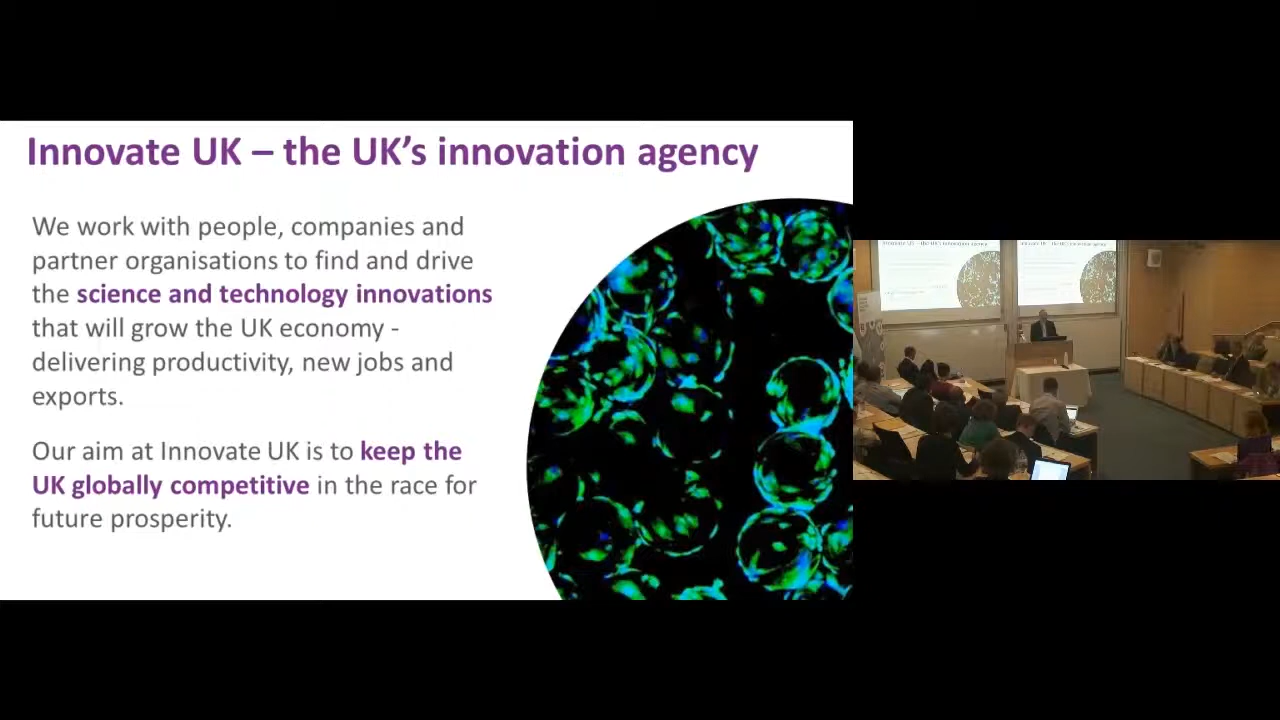 Innovate UK – the UK’s innovation agency
We work with people, companies and
partner organisations to find and drive
the science and technology innovations
that will grow the UK economy -
delivering productivity, new jobs and
exports.
Our aim at Innovate UK is to keep the
UK globally competitive in the race for
future prosperity.